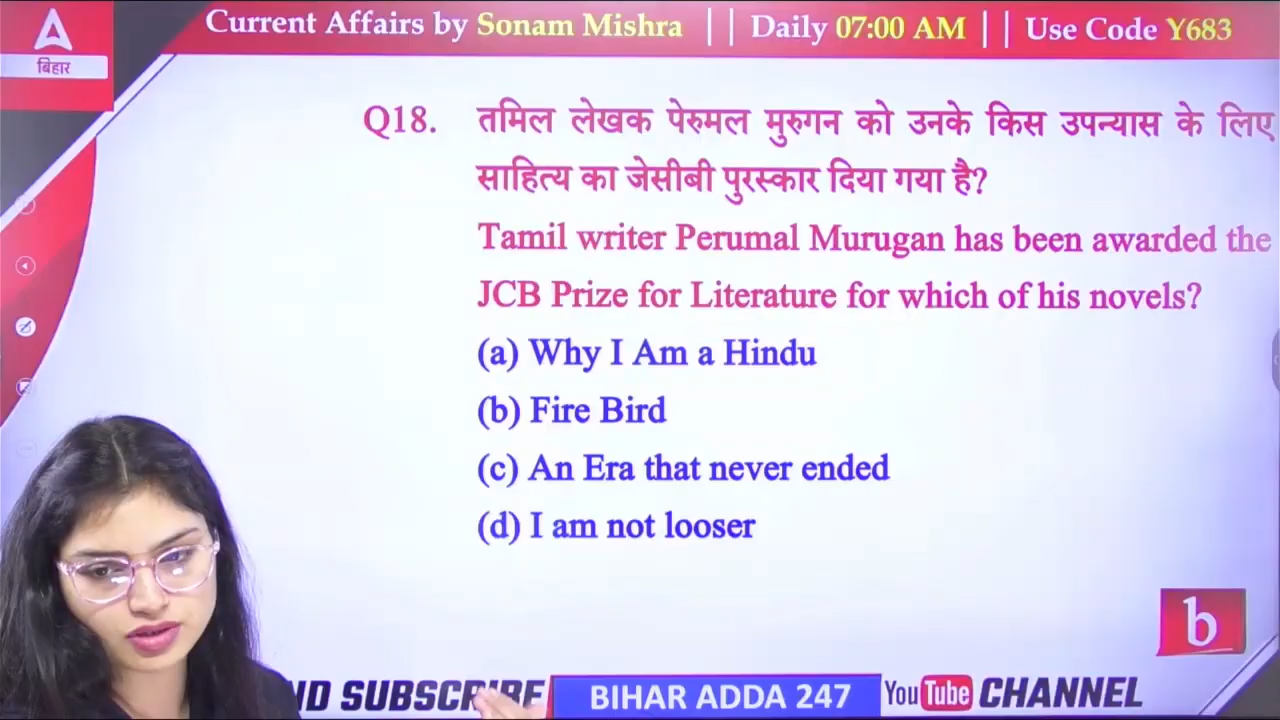 Current Affairs by Sonam Mishra || Daily 07:00 AM || Use Code Y683
बिहार
Q18. तमिल लेखक पेरुमल मुरुगन को उनके किस उपन्यास के लिए
साहित्य का जेसीबी पुरस्कार दिया गया है?
Tamil writer Perumal Murugan has been awarded the
JCB Prize for Literature for which of his novels?
(a) Why I Am a Hindu
(b) Fire Bird
(c) An Era that never ended
(d) I am not looser
b
SUBSCRIBE BIHAR ADDA 247 YouTube CHANNEL